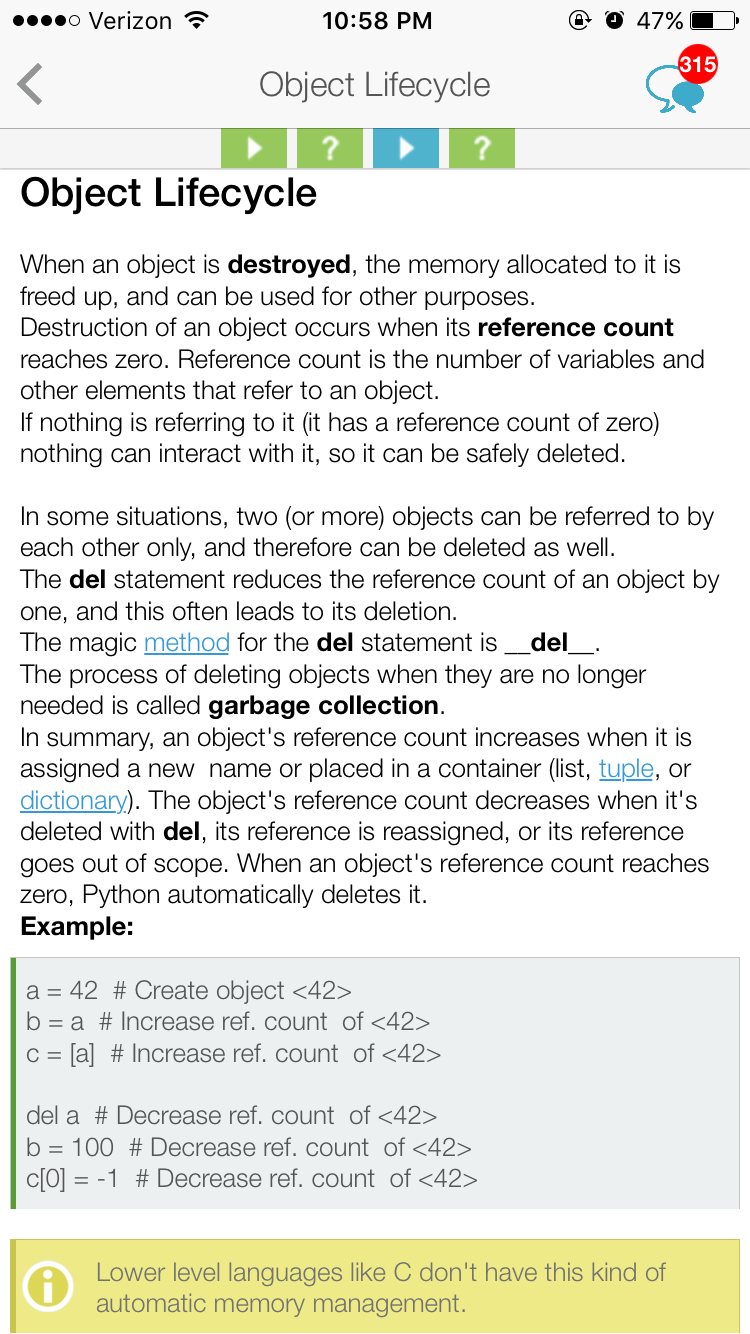 Verizon 10:58 PM 47%
Object Lifecycle 315
? ?
Object Lifecycle
When an object is destroyed, the memory allocated to it is
freed up, and can be used for other purposes.
Destruction of an object occurs when its reference count
reaches zero. Reference count is the number of variables and
other elements that refer to an object.
If nothing is referring to it (it has a reference count of zero)
nothing can interact with it, so it can be safely deleted.
In some situations, two (or more) objects can be referred to by
each other only, and therefore can be deleted as well.
The del statement reduces the reference count of an object by
one, and this often leads to its deletion.
The magic method for the del statement is __del__.
The process of deleting objects when they are no longer
needed is called garbage collection.
In summary, an object's reference count increases when it is
assigned a new  name or placed in a container (list, tuple, or
dictionary). The object's reference count decreases when it's
deleted with del, its reference is reassigned, or its reference
goes out of scope. When an object's reference count reaches
zero, Python automatically deletes it.
Example:
a = 42  # Create object <42>
b = a  # Increase ref. count  of <42>
c = [a]  # Increase ref. count  of <42>
del a  # Decrease ref. count  of <42>
b = 100  # Decrease ref. count  of <42>
c[0] = -1  # Decrease ref. count  of <42>
Lower level languages like C don't have this kind of
automatic memory management.